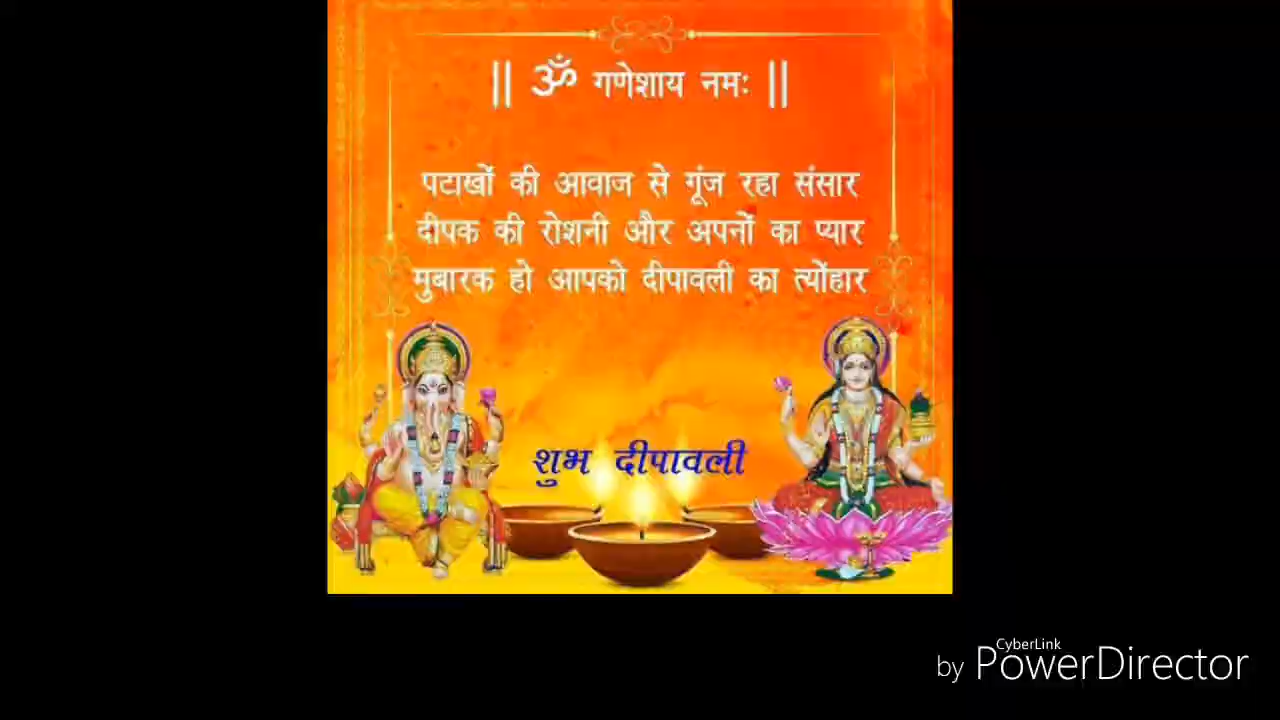 || ॐ गणेशाय नमः ||
पटाखों की आवाज से गूंज रहा संसार
दीपक की रोशनी और अपनों का प्यार
मुबारक हो आपको दीपावली का त्योंहार
शुभ दीपावली
CyberLink
by PowerDirector